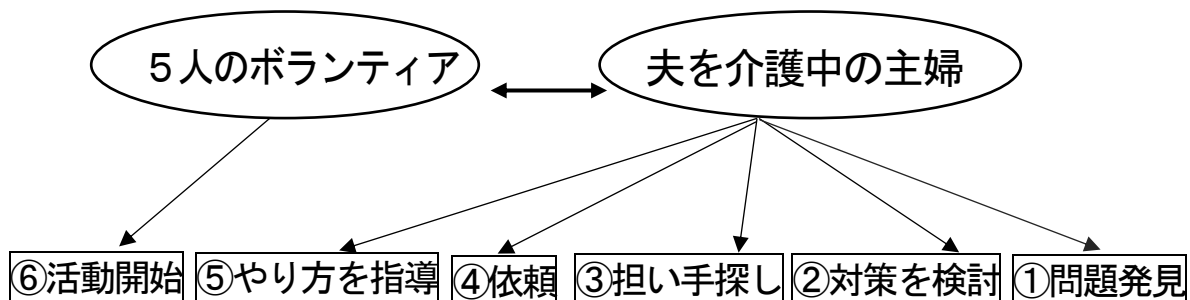 ５人のボランティア
夫を介護中の主婦
⑥活動開始
⑤やり方を指導
④依頼
③担い手探し
②対策を検討
①問題発見